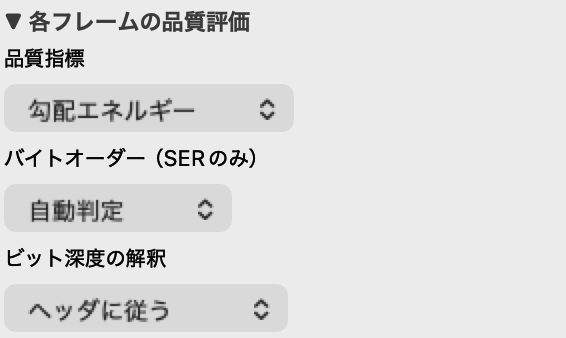 ▼ 各フレームの品質評価
品質指標
勾配エネルギー
バイトオーダー（SERのみ）
自動判定
ビット深度の解釈
ヘッダに従う